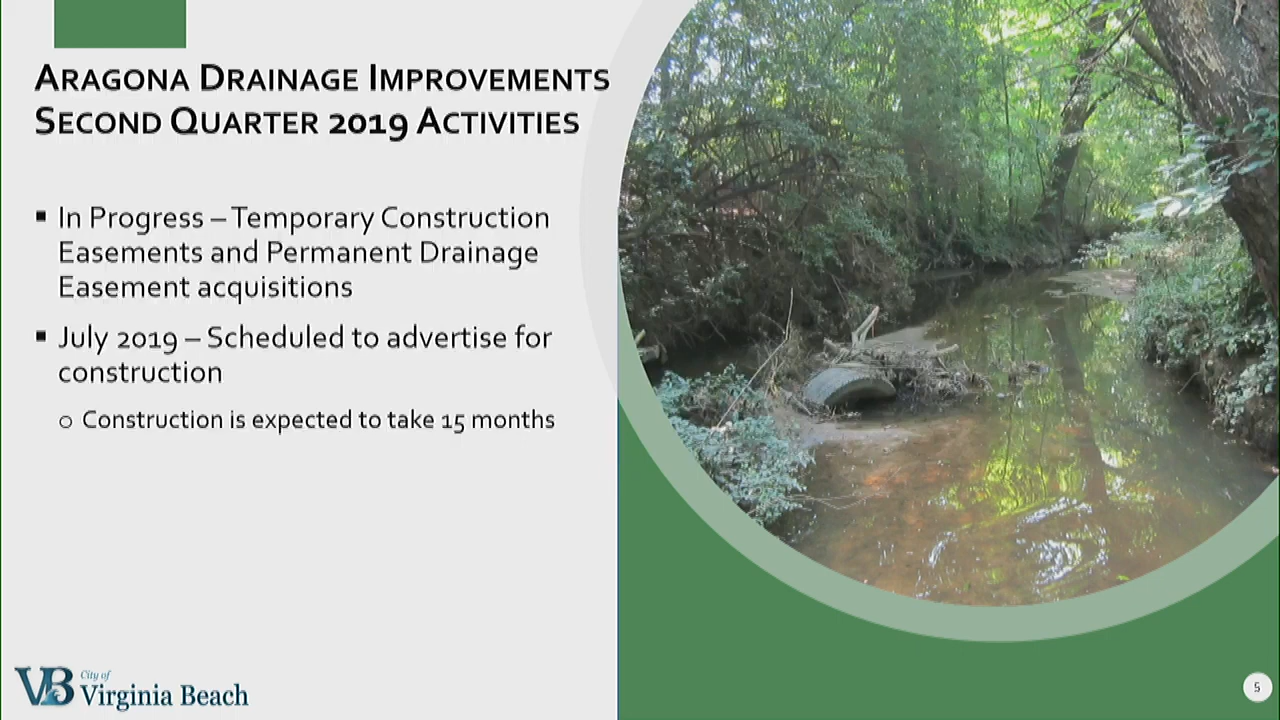 Aragona Drainage Improvements
Second Quarter 2019 Activities
▪ In Progress – Temporary Construction
Easements and Permanent Drainage
Easement acquisitions
▪ July 2019 – Scheduled to advertise for
construction
o Construction is expected to take 15 months
VB City of
Virginia Beach
5